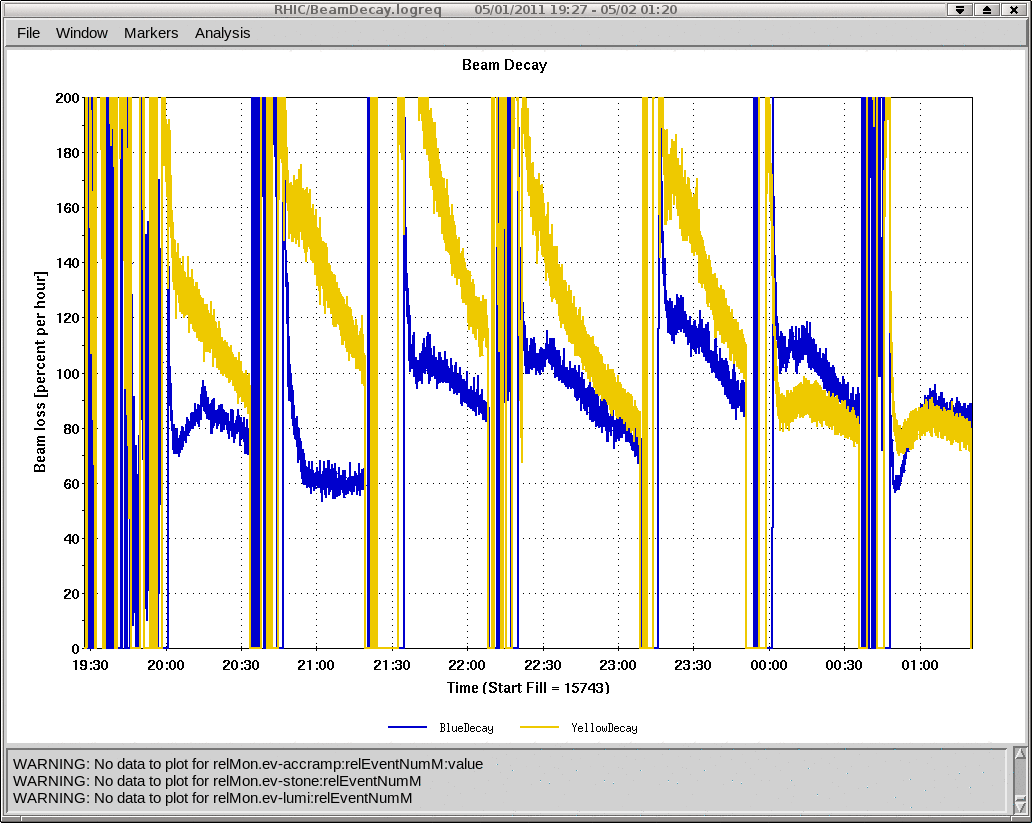 RHIC/BeamDecay.logreq 05/01/2011 19:27 - 05/02 01:20
File Window Markers Analysis
Beam Decay
200
180
160
140
120
100
80
60
40
20
0
Beam loss [percent per hour]
19:30 20:00 20:30 21:00 21:30 22:00 22:30 23:00 23:30 00:00 00:30 01:00
Time (Start Fill = 15743)
BlueDecay YellowDecay
WARNING: No data to plot for relMon.ev-accramp:relEventNumM:value
WARNING: No data to plot for relMon.ev-stone:relEventNumM
WARNING: No data to plot for relMon.ev-lumi:relEventNumM